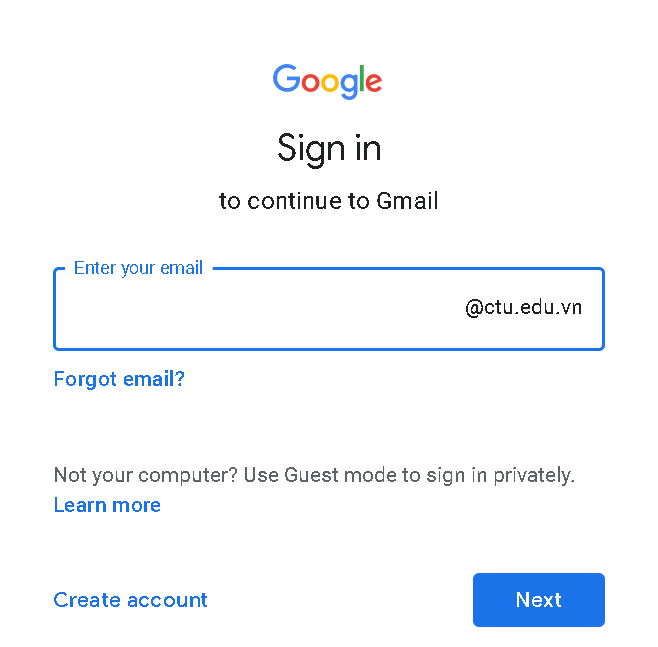 Google
Sign in
to continue to Gmail
Enter your email
@ctu.edu.vn
Forgot email?
Not your computer? Use Guest mode to sign in privately.
Learn more
Create account
Next